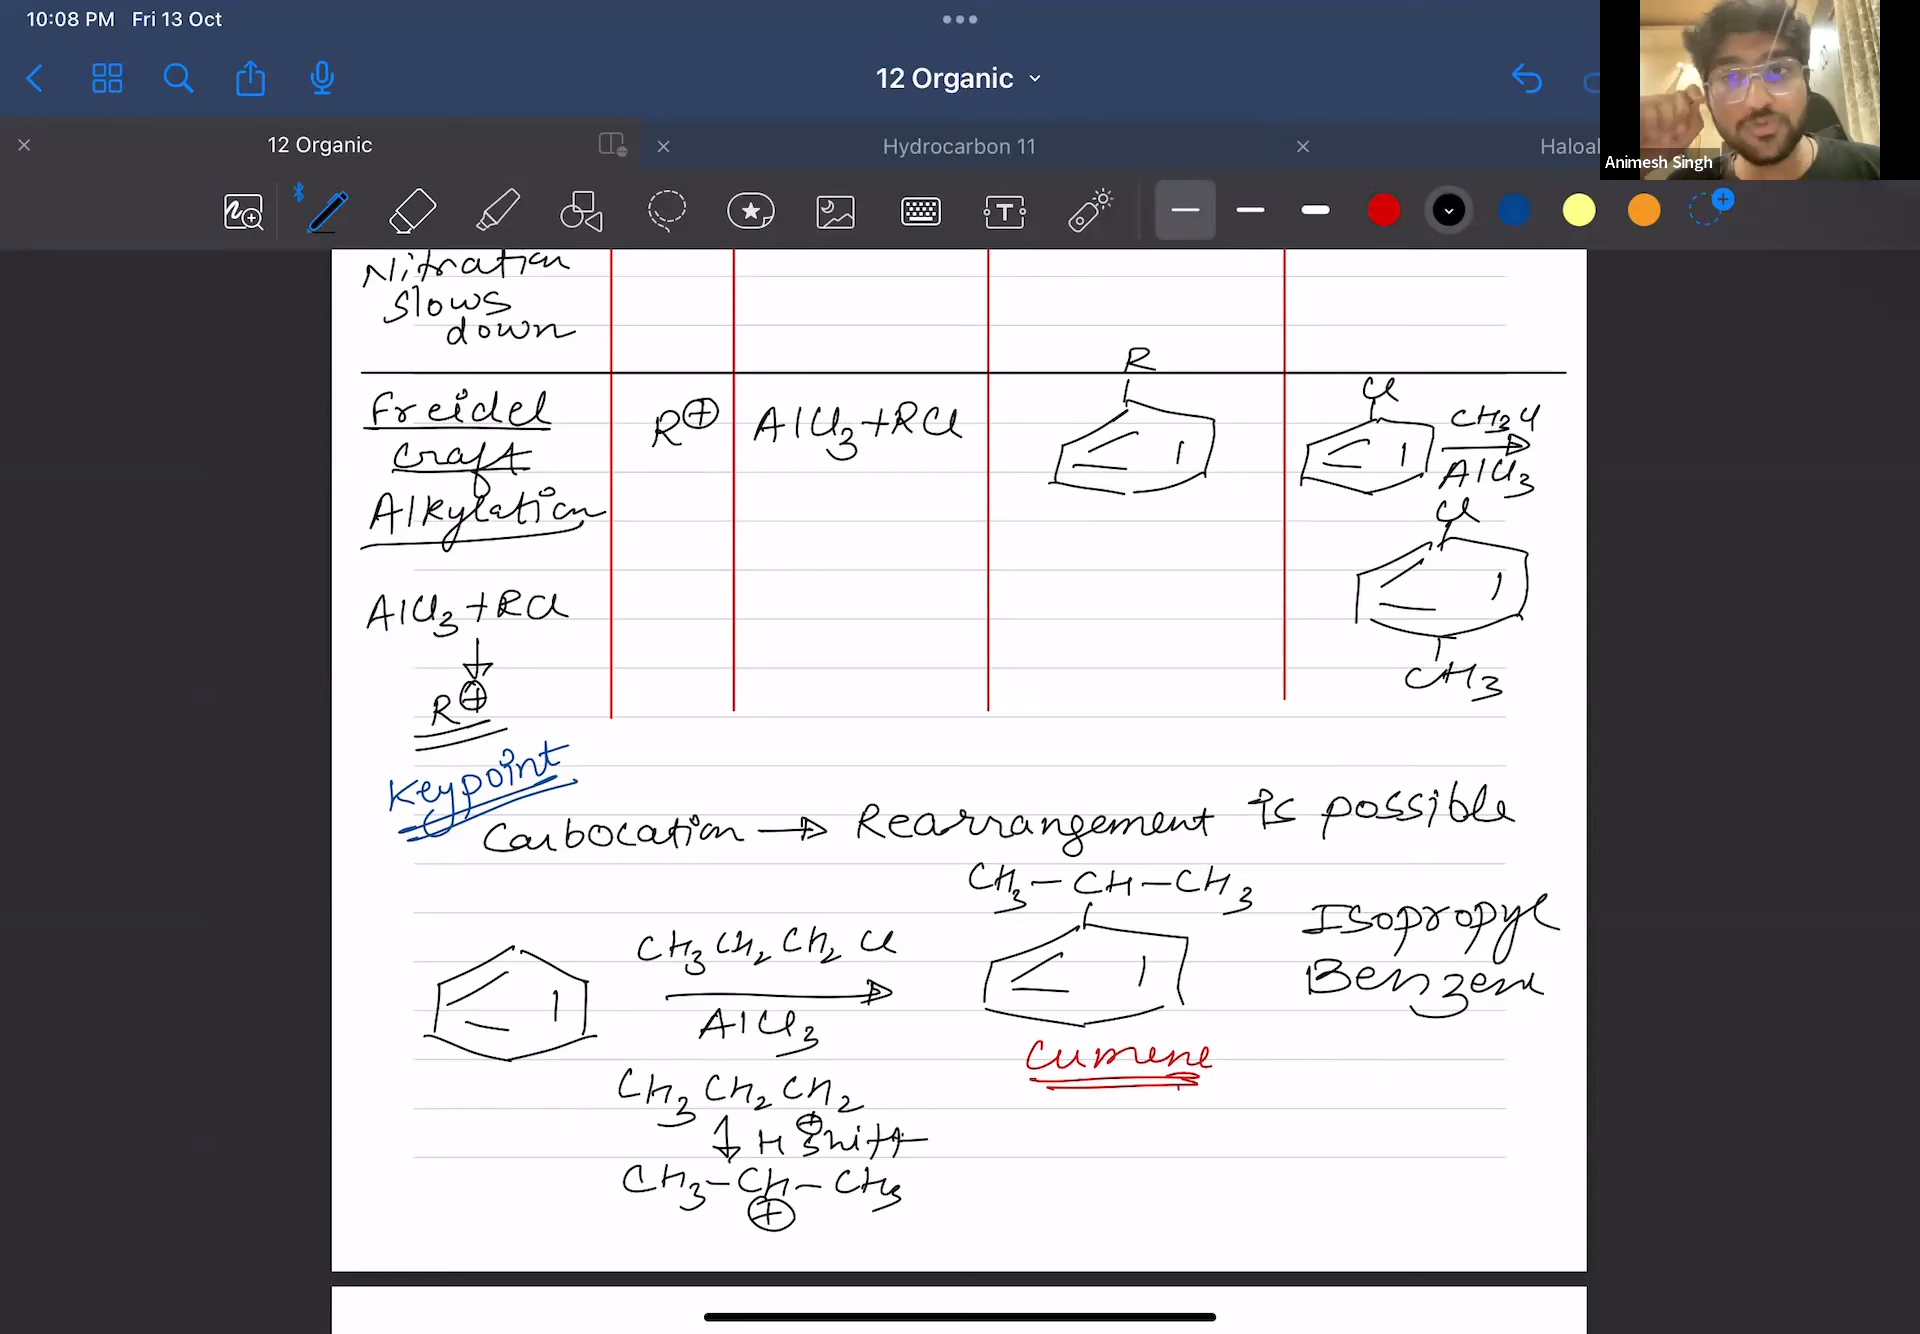 10:08 PM Fri 13 Oct
12 Organic
12 Organic
Hydrocarbon 11
Haloal
Animesh Singh
T
Nitration
slows
down
Freidel
craft
Alkylation
R⊕
AlCl3+RCl
R
Cl
CH3Cl
AlCl3
Cl
CH3
AlCl3+RCl
R⊕
Keypoint
Carbocation → Rearrangement is possible
CH3-CH-CH3
CH3CH2CH2Cl
AlCl3
Isopropyl
Benzene
Cumene
CH3CH2CH2
⊕
↓ H shift
CH3-CH-CH3
⊕